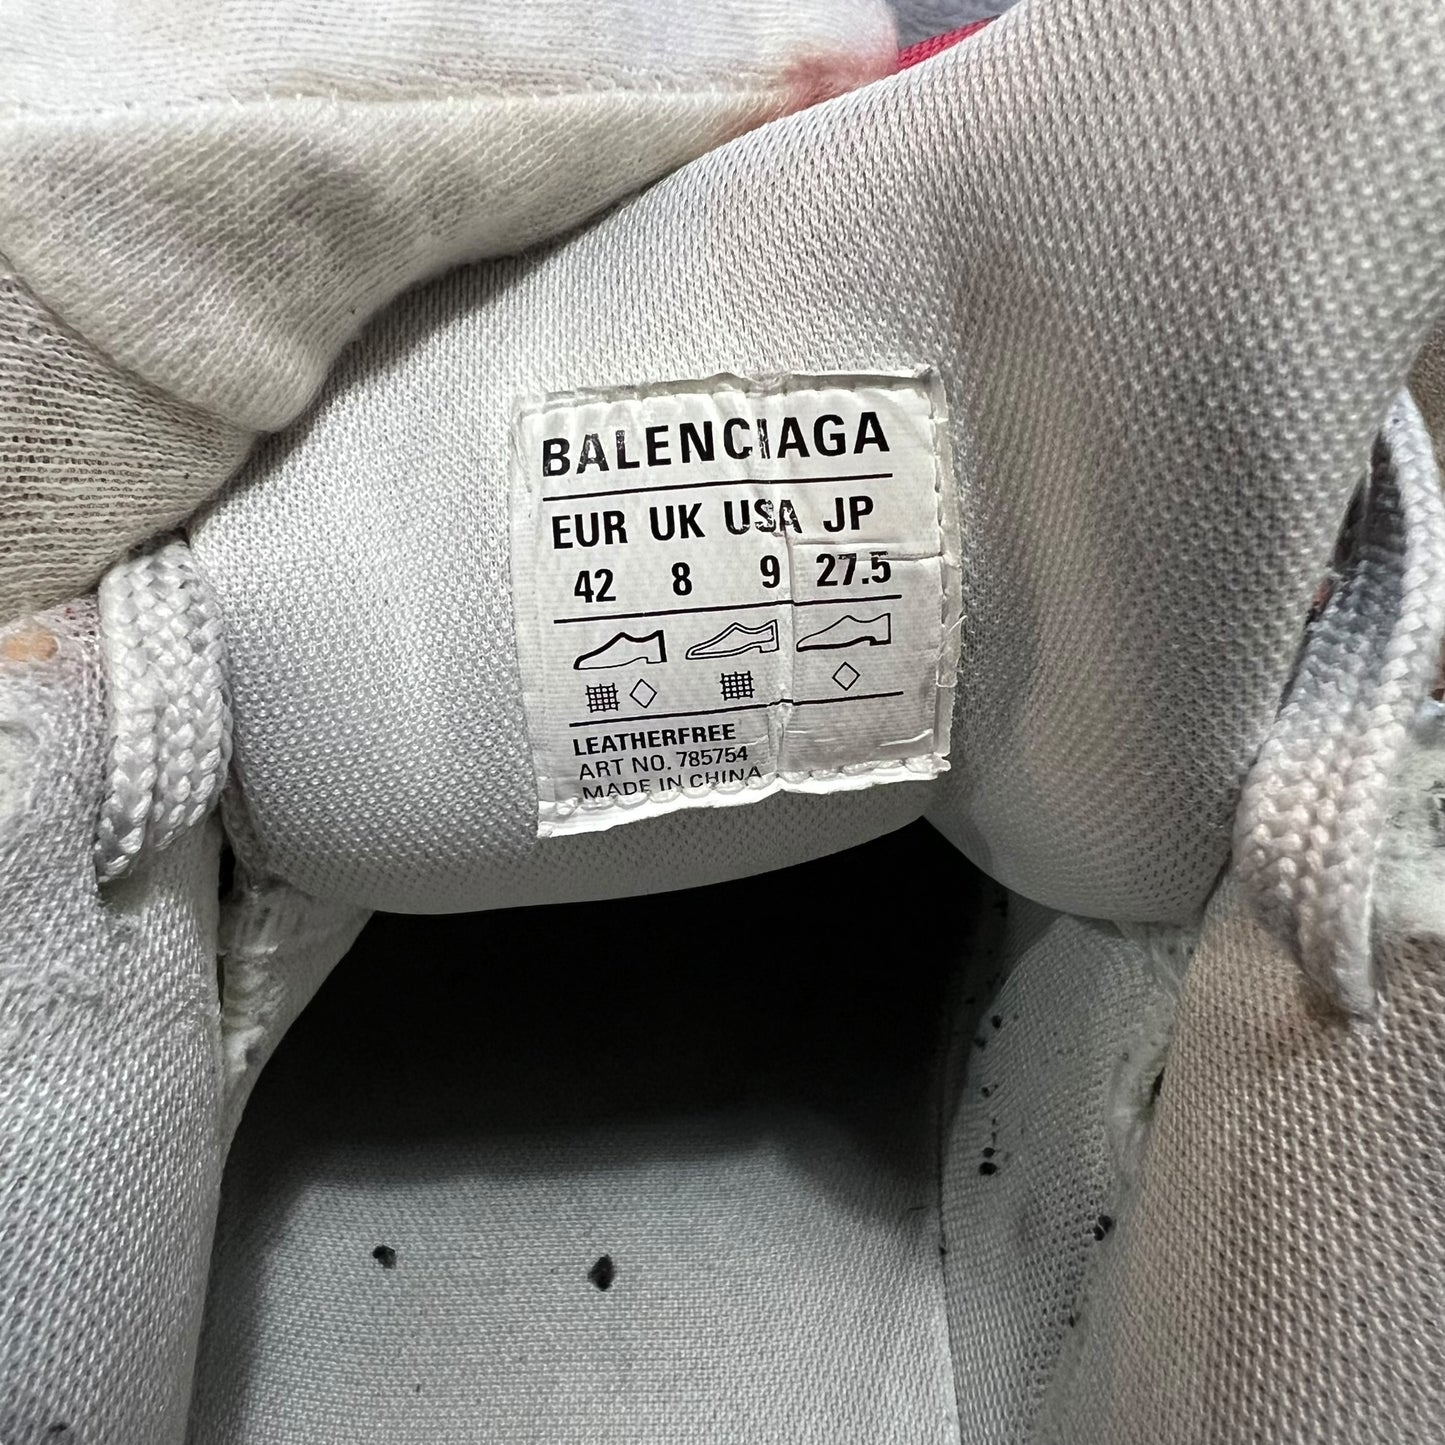 BALENCIAGA
EUR UK USA JP
42 8 9 27.5
LEATHERFREE
ART NO. 785754
MADE IN CHINA